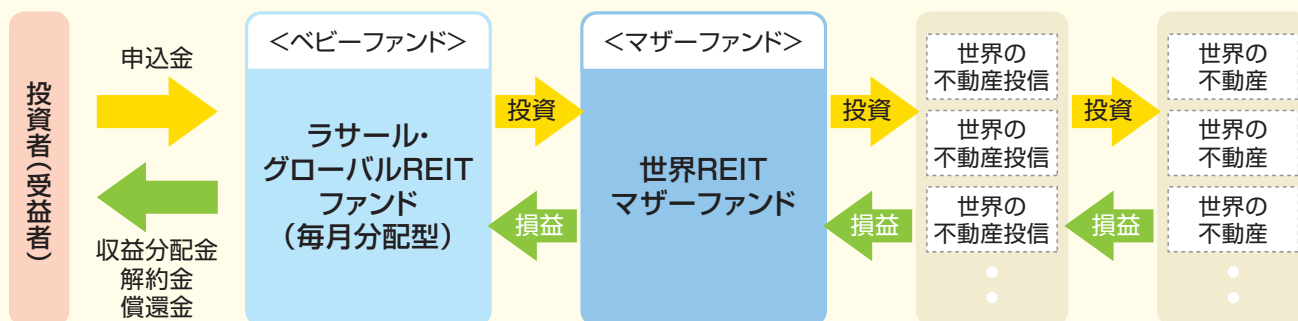 投資者（受益者）
申込金
収益分配金
解約金
償還金
＜ベビーファンド＞
ラサール・
グローバルREIT
ファンド
（毎月分配型）
投資
損益
＜マザーファンド＞
世界REIT
マザーファンド
投資
損益
世界の
不動産投信
世界の
不動産投信
世界の
不動産投信
投資
損益
世界の
不動産
世界の
不動産
世界の
不動産